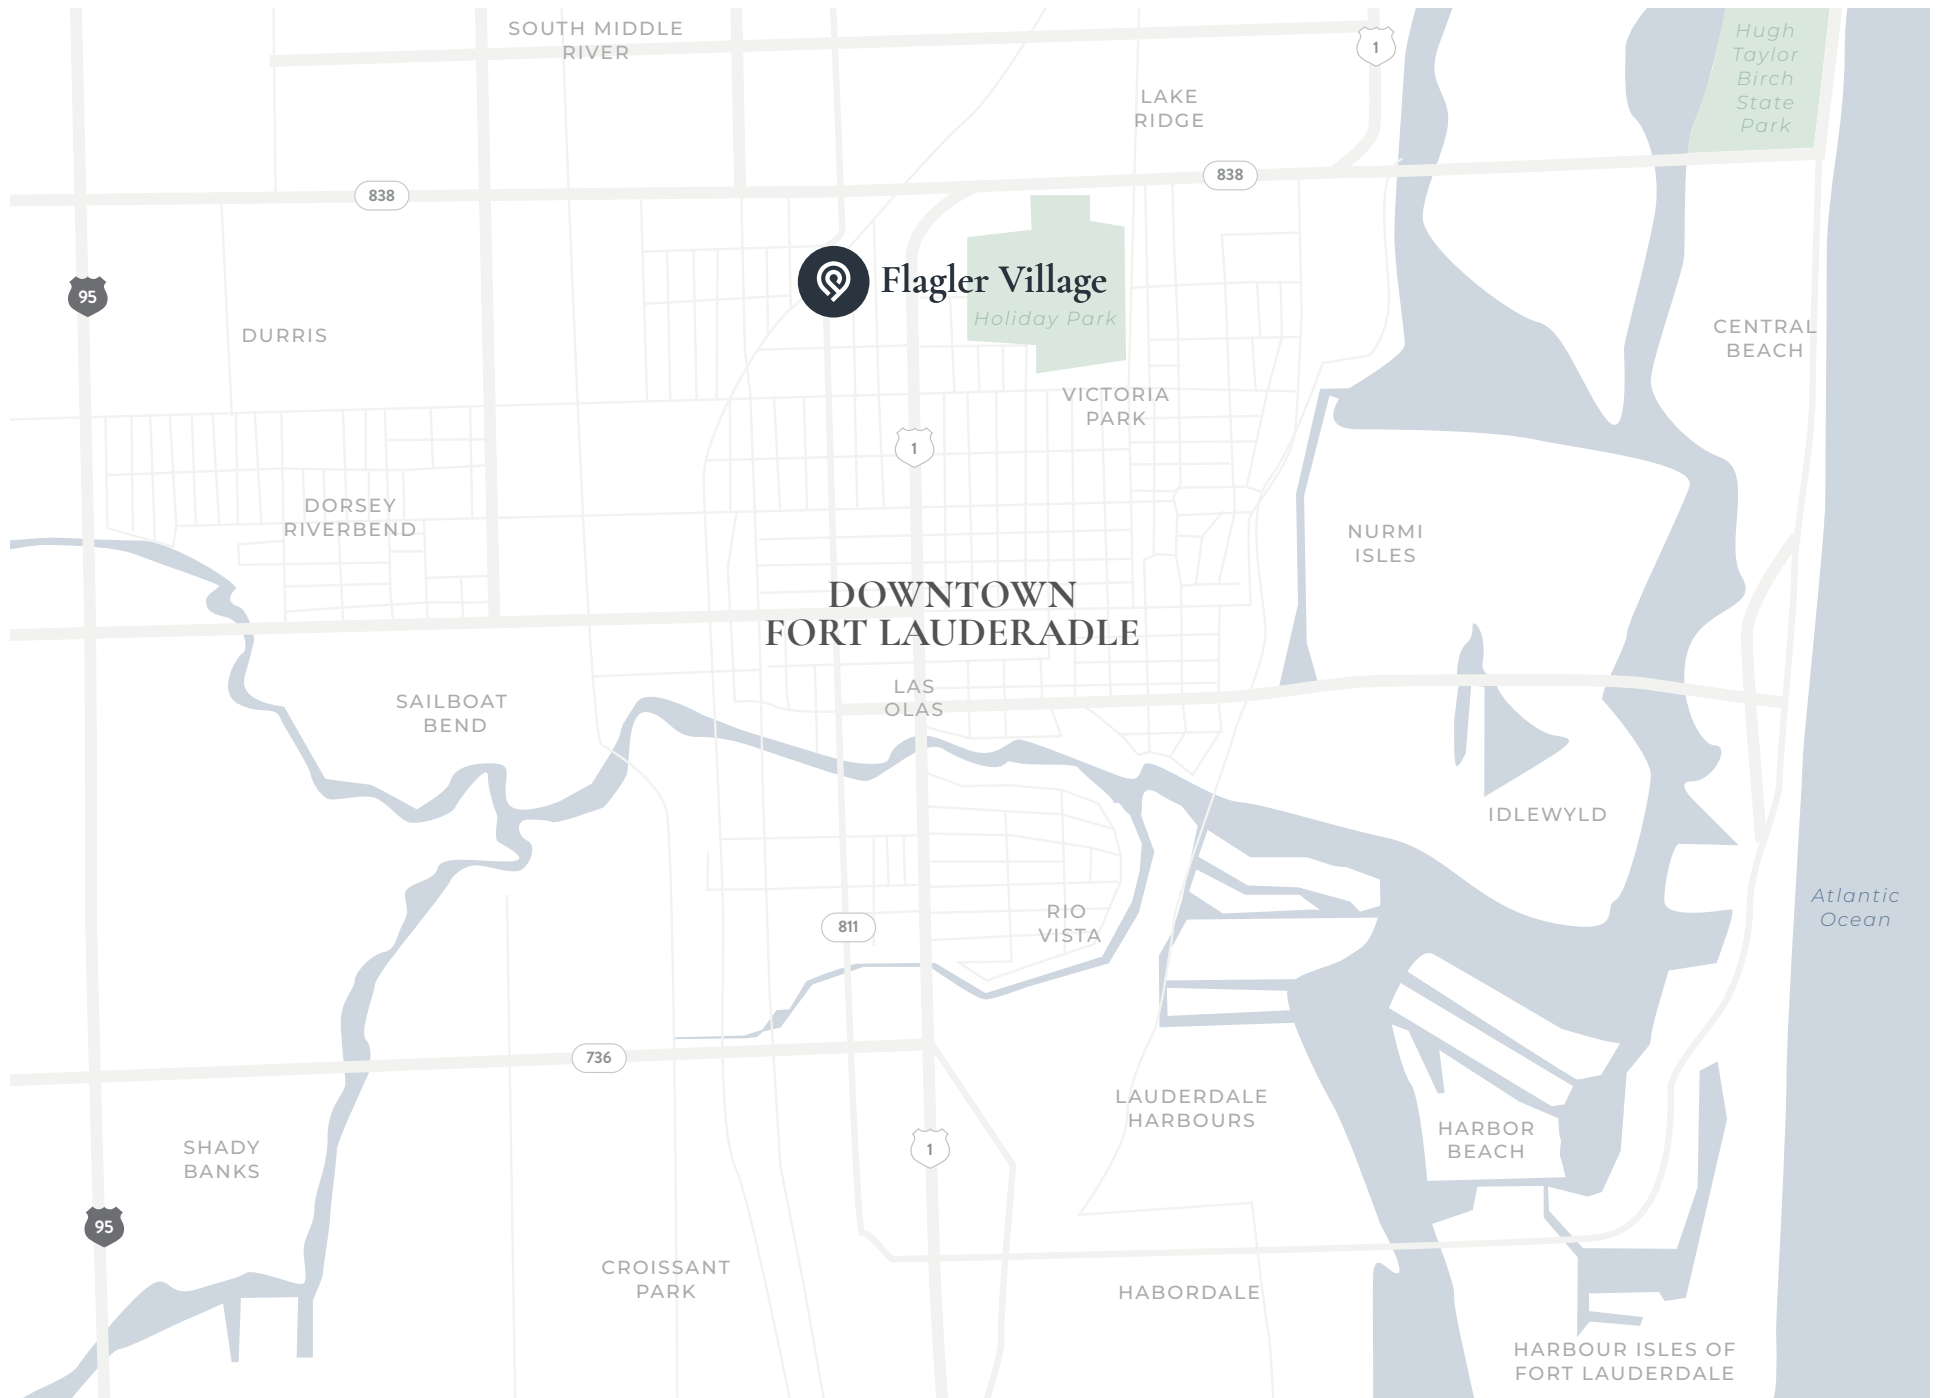 SOUTH MIDDLE
RIVER
1
Hugh
Taylor
Birch
State
Park
LAKE
RIDGE
838
838
95
Flagler Village
Holiday Park
DURRIS
CENTRAL
BEACH
VICTORIA
PARK
1
DORSEY
RIVERBEND
NURMI
ISLES
DOWNTOWN
FORT LAUDERADLE
SAILBOAT
BEND
LAS
OLAS
IDLEWYLD
Atlantic
Ocean
811
RIO
VISTA
736
LAUDERDALE
HARBOURS
HARBOR
BEACH
SHADY
BANKS
1
95
CROISSANT
PARK
HABORDALE
HARBOUR ISLES OF
FORT LAUDERDALE